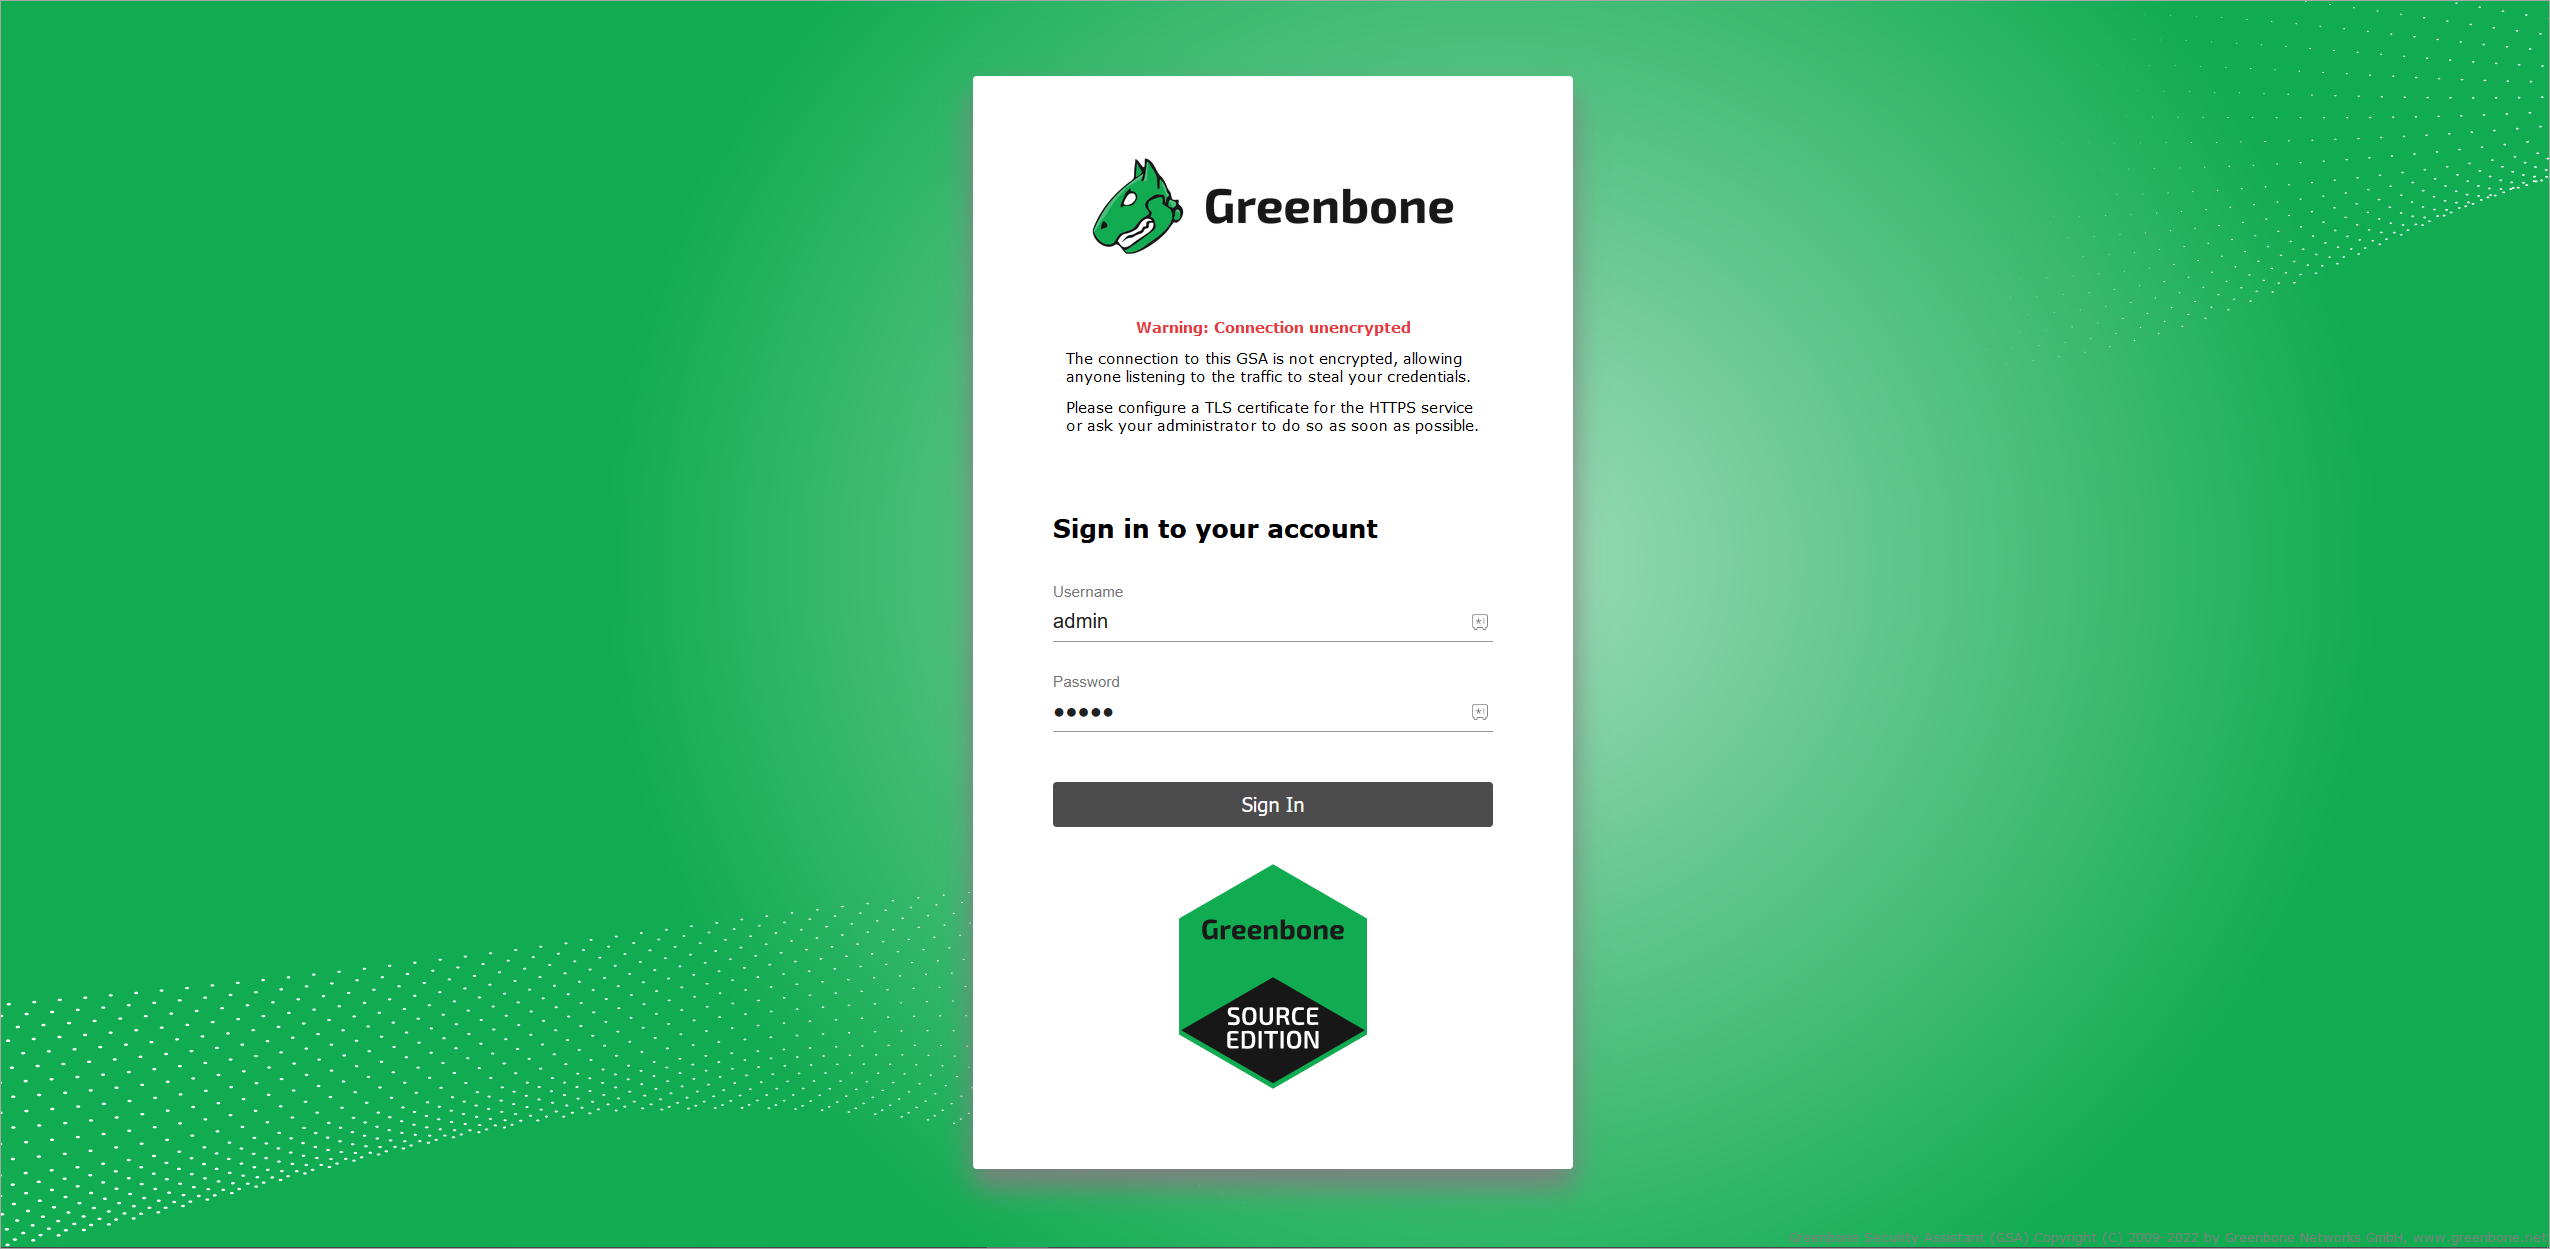 Greenbone
Warning: Connection unencrypted
The connection to this GSA is not encrypted, allowing
anyone listening to the traffic to steal your credentials.
Please configure a TLS certificate for the HTTPS service
or ask your administrator to do so as soon as possible.
Sign in to your account
Username
admin
Password
•••••
Sign In
Greenbone
SOURCE
EDITION
Greenbone Security Assistant (GSA) Copyright (C) 2009-2022 by Greenbone Networks GmbH, www.greenbone.net